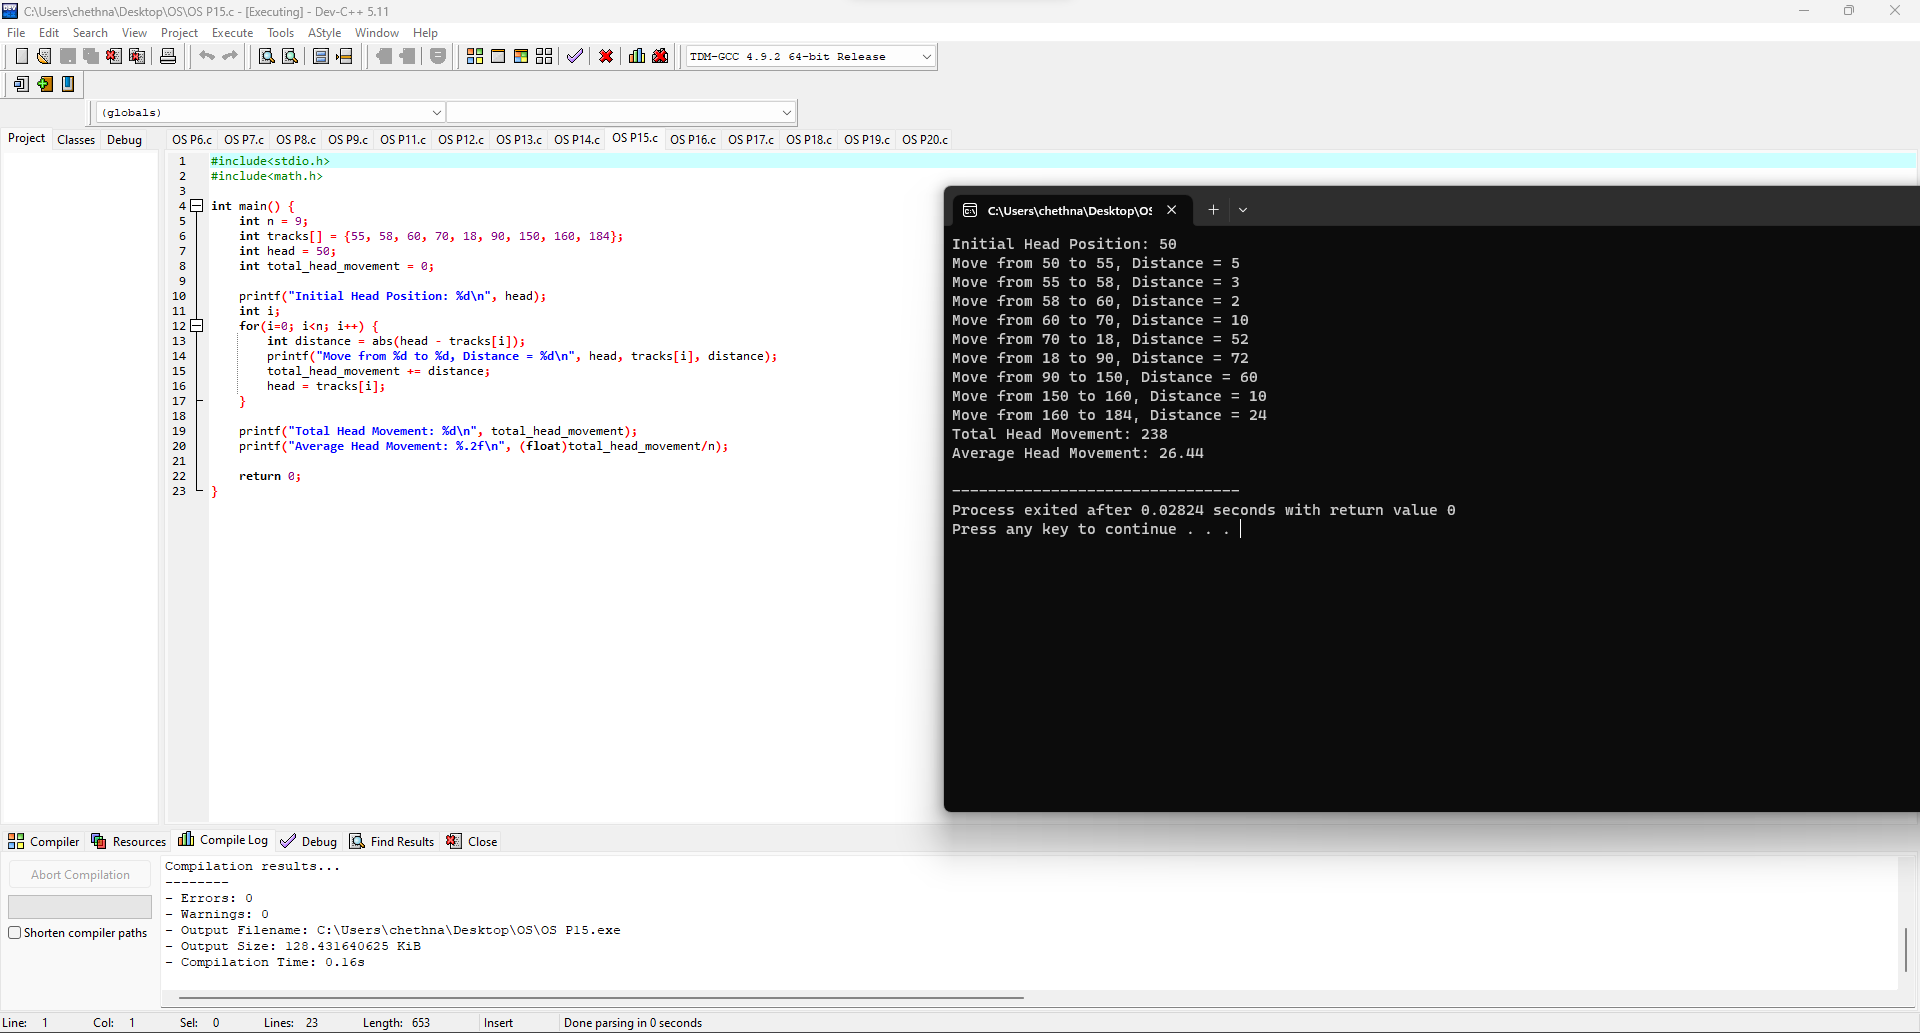 C:\Users\chethna\Desktop\OS\OS P15.c - [Executing] - Dev-C++ 5.11
File Edit Search View Project Execute Tools AStyle Window Help
TDM-GCC 4.9.2 64-bit Release
(globals)
Project Classes Debug
OS P6.c OS P7.c OS P8.c OS P9.c OS P11.c OS P12.c OS P13.c OS P14.c OS P15.c OS P16.c OS P17.c OS P18.c OS P19.c OS P20.c
1 #include<stdio.h>
2 #include<math.h>
3
4 int main() {
5 int n = 9;
6 int tracks[] = {55, 58, 60, 70, 18, 90, 150, 160, 184};
7 int head = 50;
8 int total_head_movement = 0;
9
10 printf("Initial Head Position: %d\n", head);
11 int i;
12 for(i=0; i<n; i++) {
13 int distance = abs(head - tracks[i]);
14 printf("Move from %d to %d, Distance = %d\n", head, tracks[i], distance);
15 total_head_movement += distance;
16 head = tracks[i];
17 }
18
19 printf("Total Head Movement: %d\n", total_head_movement);
20 printf("Average Head Movement: %.2f\n", (float)total_head_movement/n);
21
22 return 0;
23 }
C:\Users\chethna\Desktop\OS
Initial Head Position: 50
Move from 50 to 55, Distance = 5
Move from 55 to 58, Distance = 3
Move from 58 to 60, Distance = 2
Move from 60 to 70, Distance = 10
Move from 70 to 18, Distance = 52
Move from 18 to 90, Distance = 72
Move from 90 to 150, Distance = 60
Move from 150 to 160, Distance = 10
Move from 160 to 184, Distance = 24
Total Head Movement: 238
Average Head Movement: 26.44
--------------------------------
Process exited after 0.02824 seconds with return value 0
Press any key to continue . . .
Compiler Resources Compile Log Debug Find Results Close
Abort Compilation
Shorten compiler paths
Compilation results...
--------
- Errors: 0
- Warnings: 0
- Output Filename: C:\Users\chethna\Desktop\OS\OS P15.exe
- Output Size: 128.431640625 KiB
- Compilation Time: 0.16s
Line: 1 Col: 1 Sel: 0 Lines: 23 Length: 653 Insert Done parsing in 0 seconds